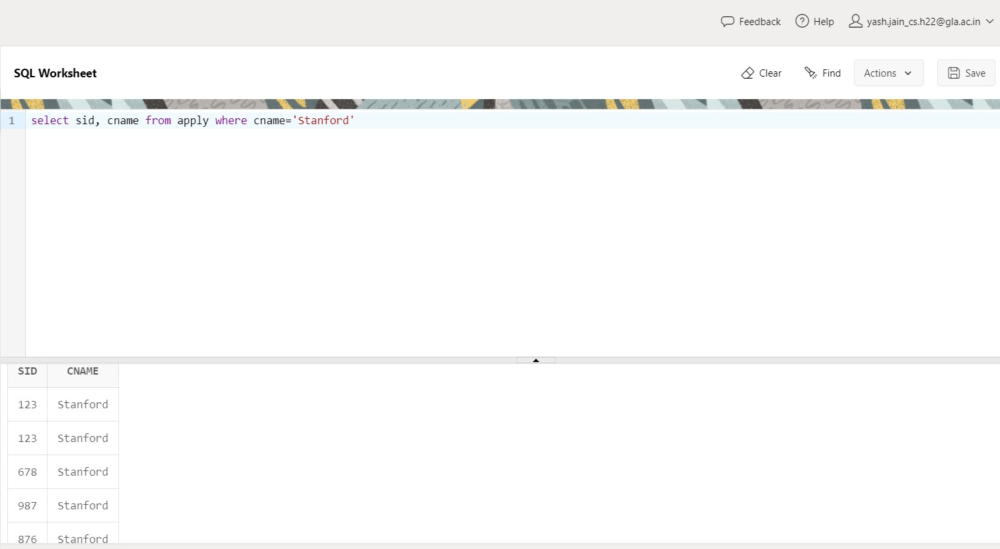 Feedback Help yash.jain_cs.h22@gla.ac.in
SQL Worksheet Clear Find Actions Save
1 select sid, cname from apply where cname='Stanford'
SID CNAME
123 Stanford
123 Stanford
678 Stanford
987 Stanford
876 Stanford